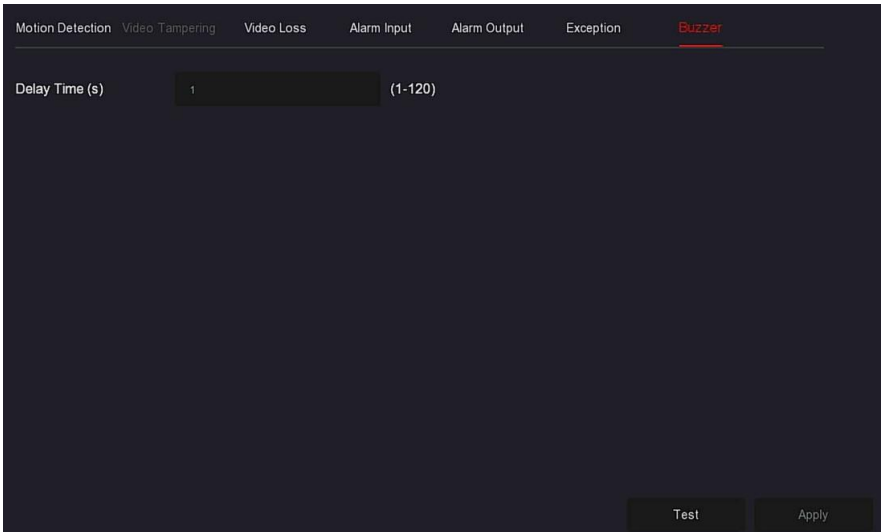 Motion Detection Video Tampering Video Loss Alarm Input Alarm Output Exception Buzzer
Delay Time (s) 1 (1-120)
Test Apply